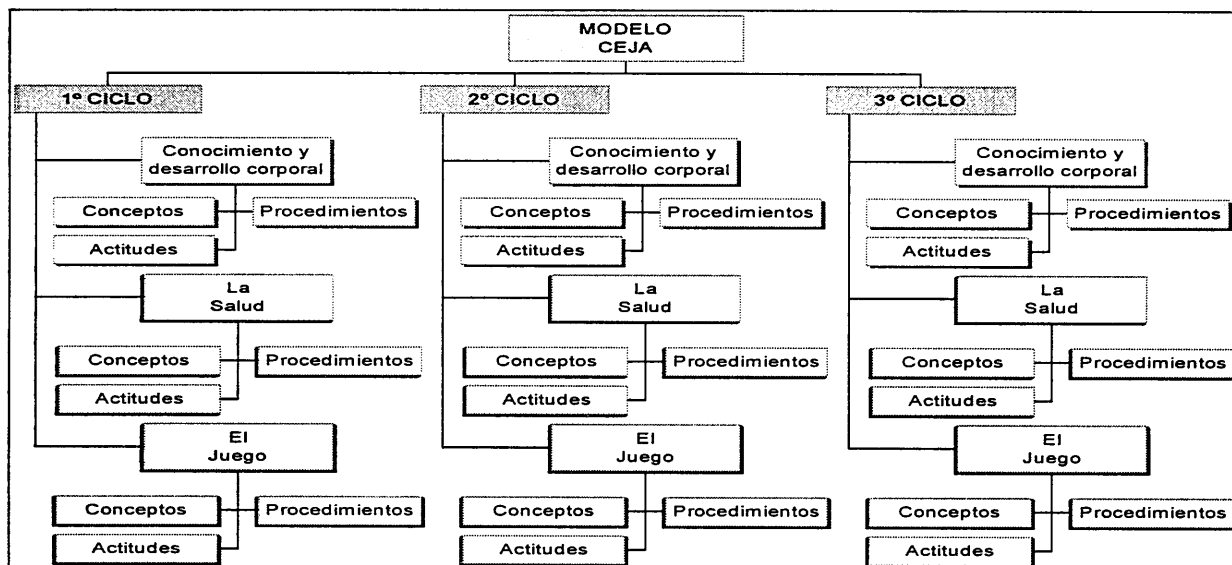 MODELO
CEJA
1º CICLO
2º CICLO
3º CICLO
Conocimiento y
desarrollo corporal
Conceptos
Procedimientos
Actitudes
La
Salud
Conceptos
Procedimientos
Actitudes
El
Juego
Conceptos
Procedimientos
Actitudes
Conocimiento y
desarrollo corporal
Conceptos
Procedimientos
Actitudes
La
Salud
Conceptos
Procedimientos
Actitudes
El
Juego
Conceptos
Procedimientos
Actitudes
Conocimiento y
desarrollo corporal
Conceptos
Procedimientos
Actitudes
La
Salud
Conceptos
Procedimientos
Actitudes
El
Juego
Conceptos
Procedimientos
Actitudes